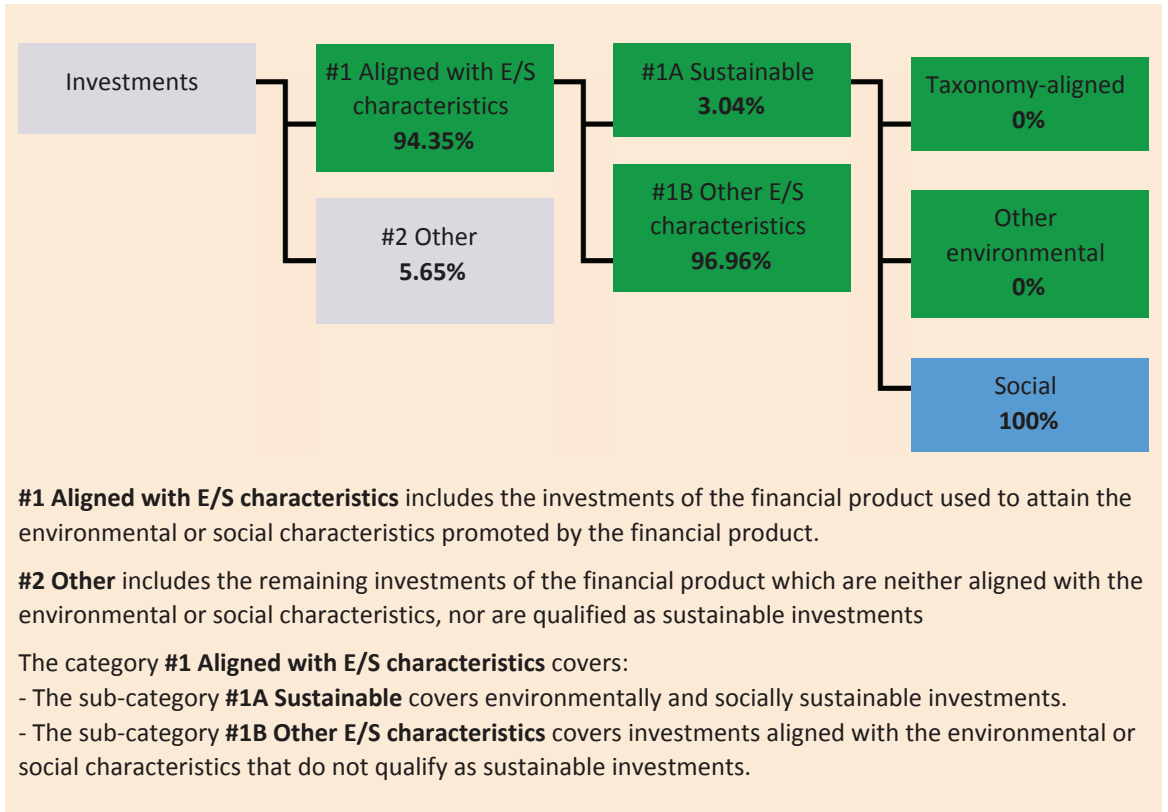 Investments
#1 Aligned with E/S
characteristics
94.35%
#2 Other
5.65%
#1A Sustainable
3.04%
#1B Other E/S
characteristics
96.96%
Taxonomy-aligned
0%
Other
environmental
0%
Social
100%
#1 Aligned with E/S characteristics includes the investments of the financial product used to attain the
environmental or social characteristics promoted by the financial product.
#2 Other includes the remaining investments of the financial product which are neither aligned with the
environmental or social characteristics, nor are qualified as sustainable investments
The category #1 Aligned with E/S characteristics covers:
- The sub-category #1A Sustainable covers environmentally and socially sustainable investments.
- The sub-category #1B Other E/S characteristics covers investments aligned with the environmental or
social characteristics that do not qualify as sustainable investments.